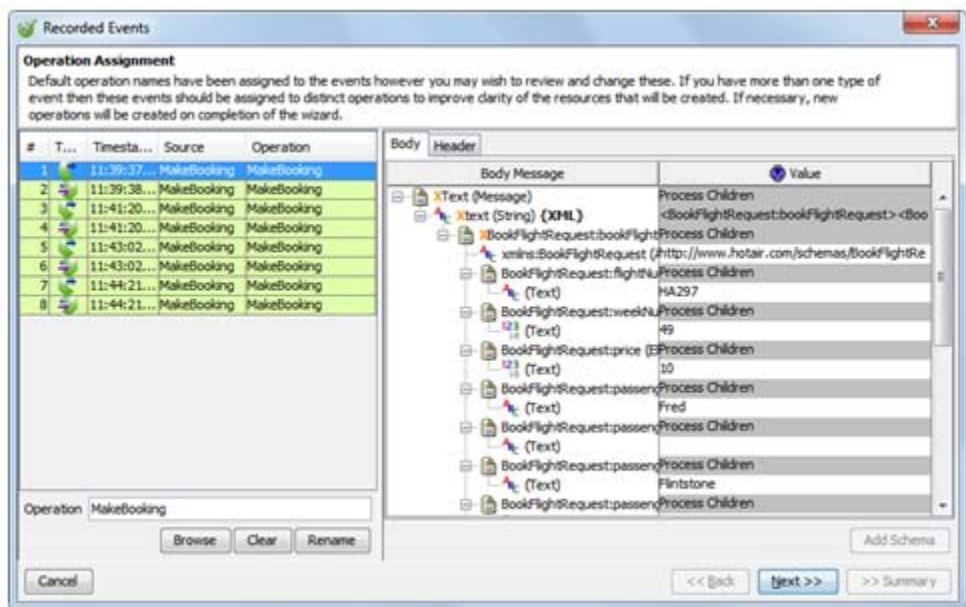 Recorded Events
Operation Assignment
Default operation names have been assigned to the events however you may wish to review and change these. If you have more than one type of
event then these events should be assigned to distinct operations to improve clarity of the resources that will be created. If necessary, new
operations will be created on completion of the wizard.
# T... Timesta... Source Operation
1 11:39:37... MakeBooking MakeBooking
2 11:39:38... MakeBooking MakeBooking
3 11:41:20... MakeBooking MakeBooking
4 11:41:20... MakeBooking MakeBooking
5 11:43:02... MakeBooking MakeBooking
6 11:43:02... MakeBooking MakeBooking
7 11:44:21... MakeBooking MakeBooking
8 11:44:21... MakeBooking MakeBooking
Operation MakeBooking
Browse Clear Rename
Body Header
Body Message Value
XText (Message) Process Children
Xtext (String) {XML} <BookFlightRequest:bookFlightRequest> <Boo
XBookFlightRequest:bookFlight Process Children
xmlns:BookFlightRequest (A http://www.hotair.com/schemas/BookFlightRe
BookFlightRequest:flightNu Process Children
(Text) HA297
BookFlightRequest:weekNu Process Children
(Text) 49
BookFlightRequest:price (El Process Children
(Text) 10
BookFlightRequest:passeng Process Children
(Text) Fred
BookFlightRequest:passeng Process Children
(Text)
BookFlightRequest:passeng Process Children
(Text) Flintstone
BookFlightRequest:passeng Process Children
Add Schema
Cancel << Back Next >> >> Summary